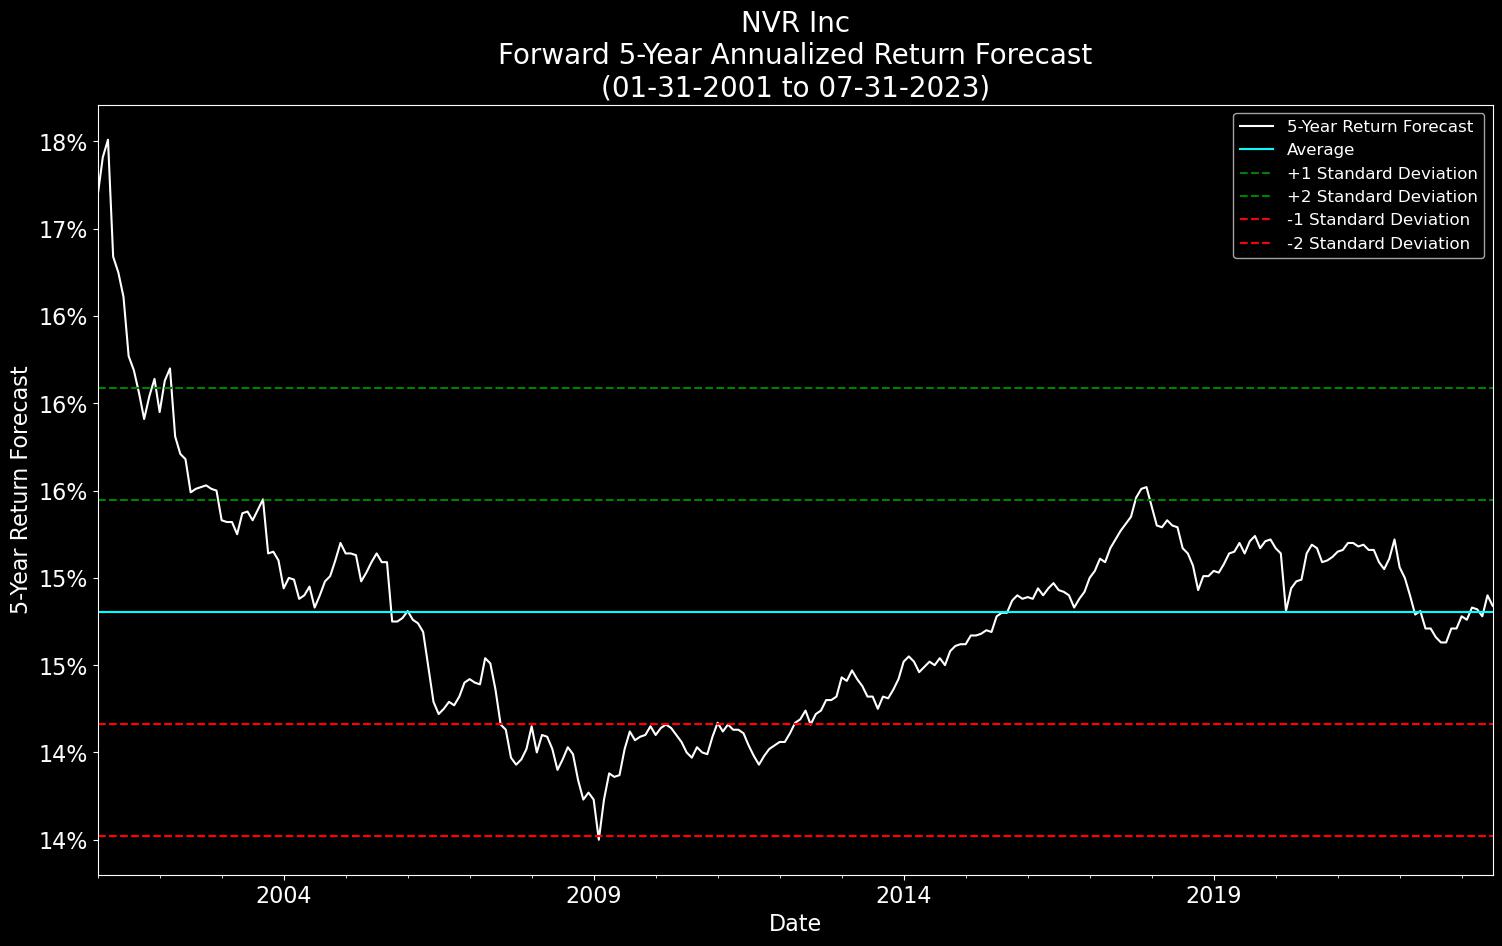 NVR Inc
Forward 5-Year Annualized Return Forecast
(01-31-2001 to 07-31-2023)
5-Year Return Forecast
Average
+1 Standard Deviation
+2 Standard Deviation
-1 Standard Deviation
-2 Standard Deviation
18%
17%
16%
16%
16%
15%
15%
14%
14%
5-Year Return Forecast
2004
2009
2014
2019
Date